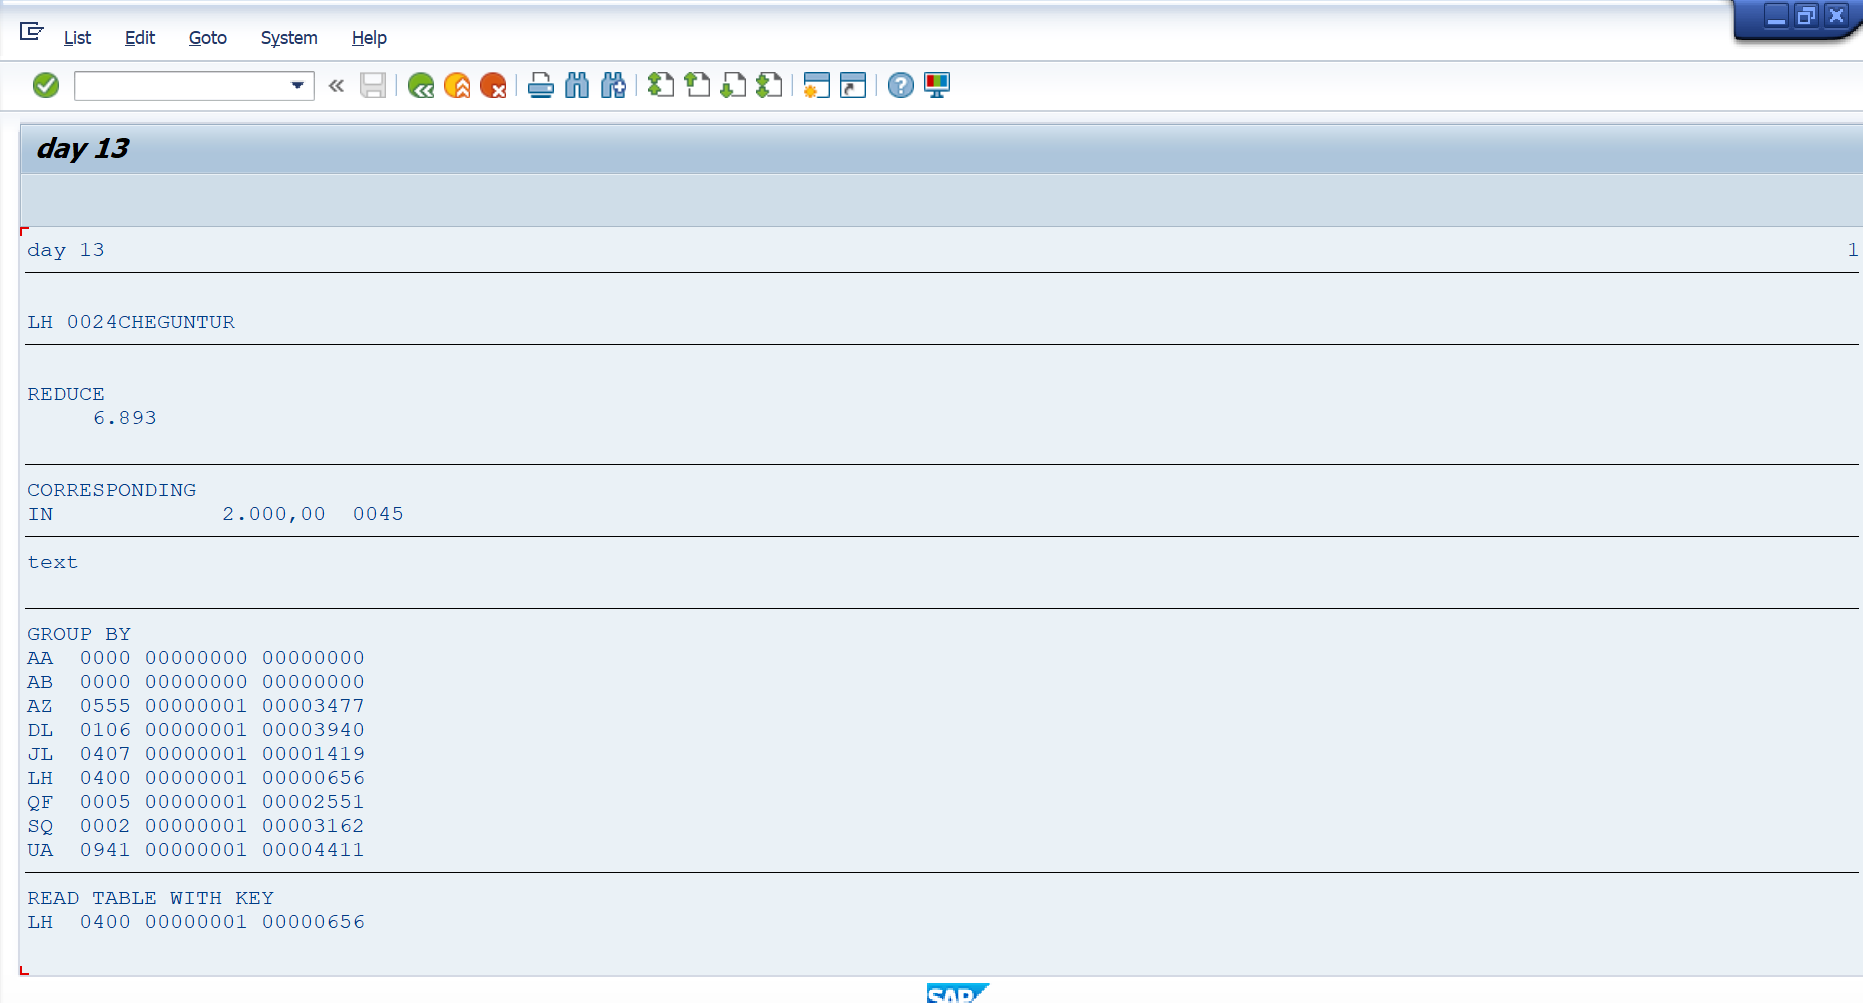 List Edit Goto System Help
day 13
day 13 1
LH 0024CHEGUNTUR
REDUCE
6.893
CORRESPONDING
IN 2.000,00 0045
text
GROUP BY
AA 0000 00000000 00000000
AB 0000 00000000 00000000
AZ 0555 00000001 00003477
DL 0106 00000001 00003940
JL 0407 00000001 00001419
LH 0400 00000001 00000656
QF 0005 00000001 00002551
SQ 0002 00000001 00003162
UA 0941 00000001 00004411
READ TABLE WITH KEY
LH 0400 00000001 00000656
SAP